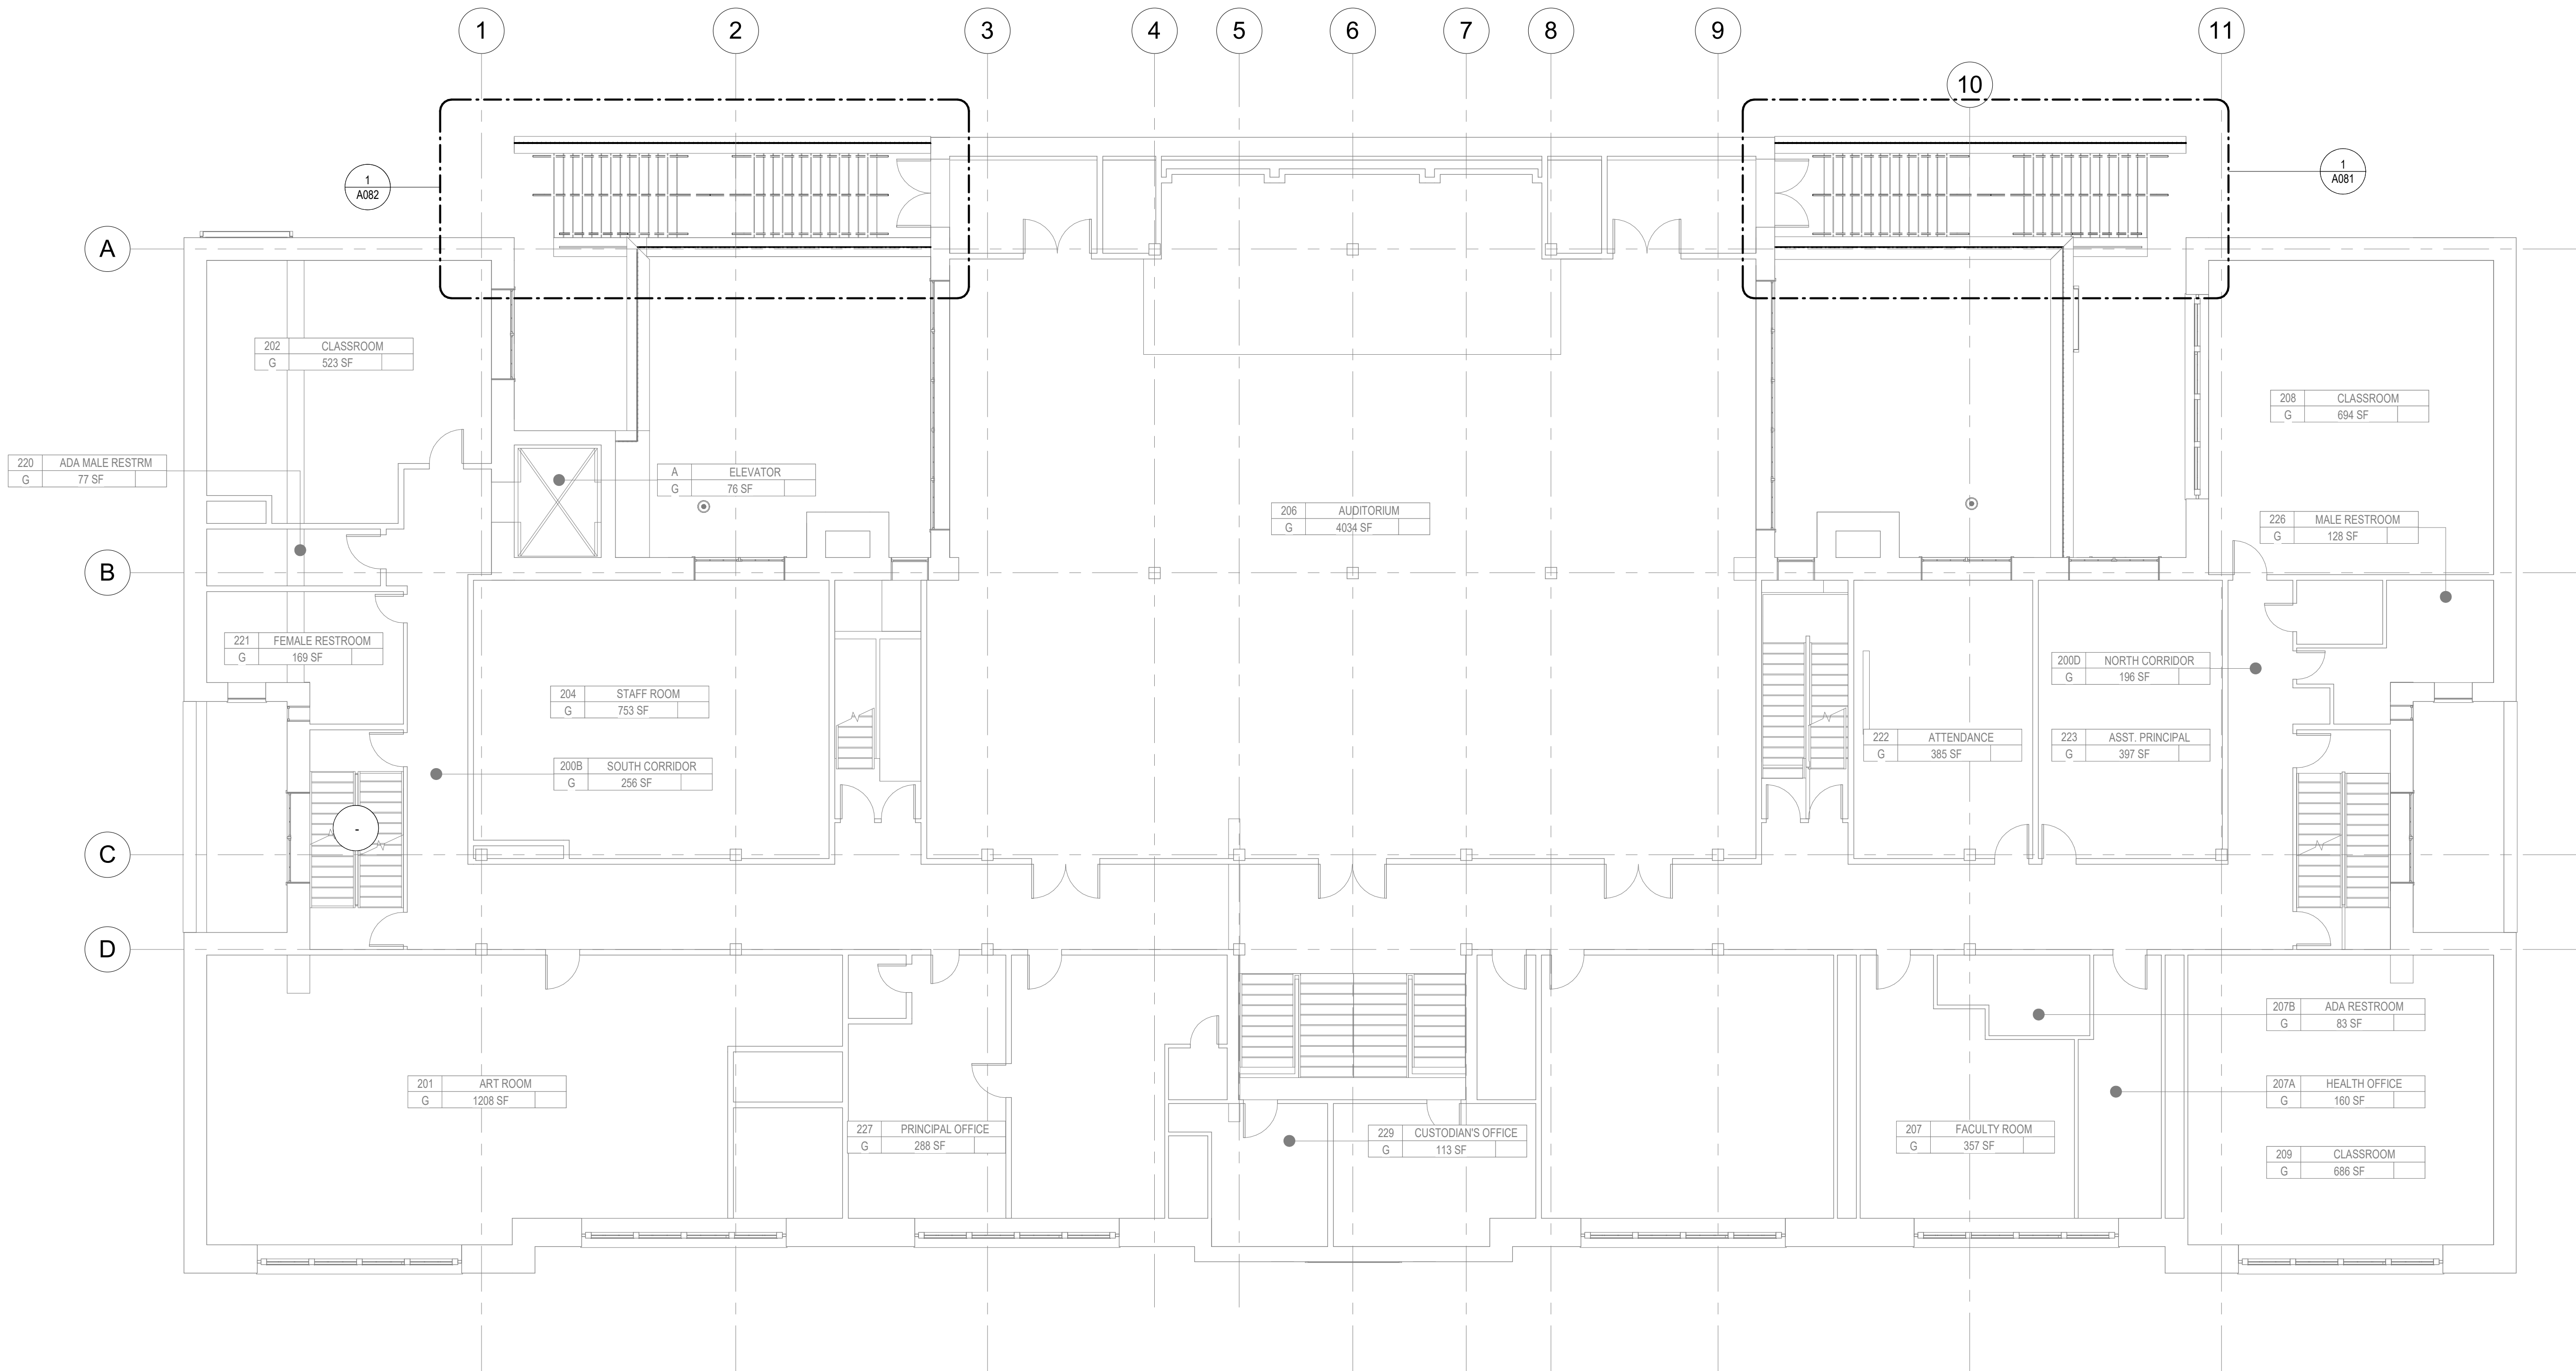 1 2 3 4 5 6 7 8 9 11
10
1
A082
1
A081
A
202 CLASSROOM
G 523 SF
208 CLASSROOM
G 694 SF
220 ADA MALE RESTRM
G 77 SF
A ELEVATOR
G 76 SF
206 AUDITORIUM
G 4034 SF
226 MALE RESTROOM
G 128 SF
B
221 FEMALE RESTROOM
G 169 SF
200D NORTH CORRIDOR
G 196 SF
204 STAFF ROOM
G 753 SF
222 ATTENDANCE
G 385 SF
223 ASST. PRINCIPAL
G 397 SF
200B SOUTH CORRIDOR
G 256 SF
-
C
D
207B ADA RESTROOM
G 83 SF
201 ART ROOM
G 1208 SF
207A HEALTH OFFICE
G 160 SF
227 PRINCIPAL OFFICE
G 288 SF
229 CUSTODIAN'S OFFICE
G 113 SF
207 FACULTY ROOM
G 357 SF
209 CLASSROOM
G 686 SF